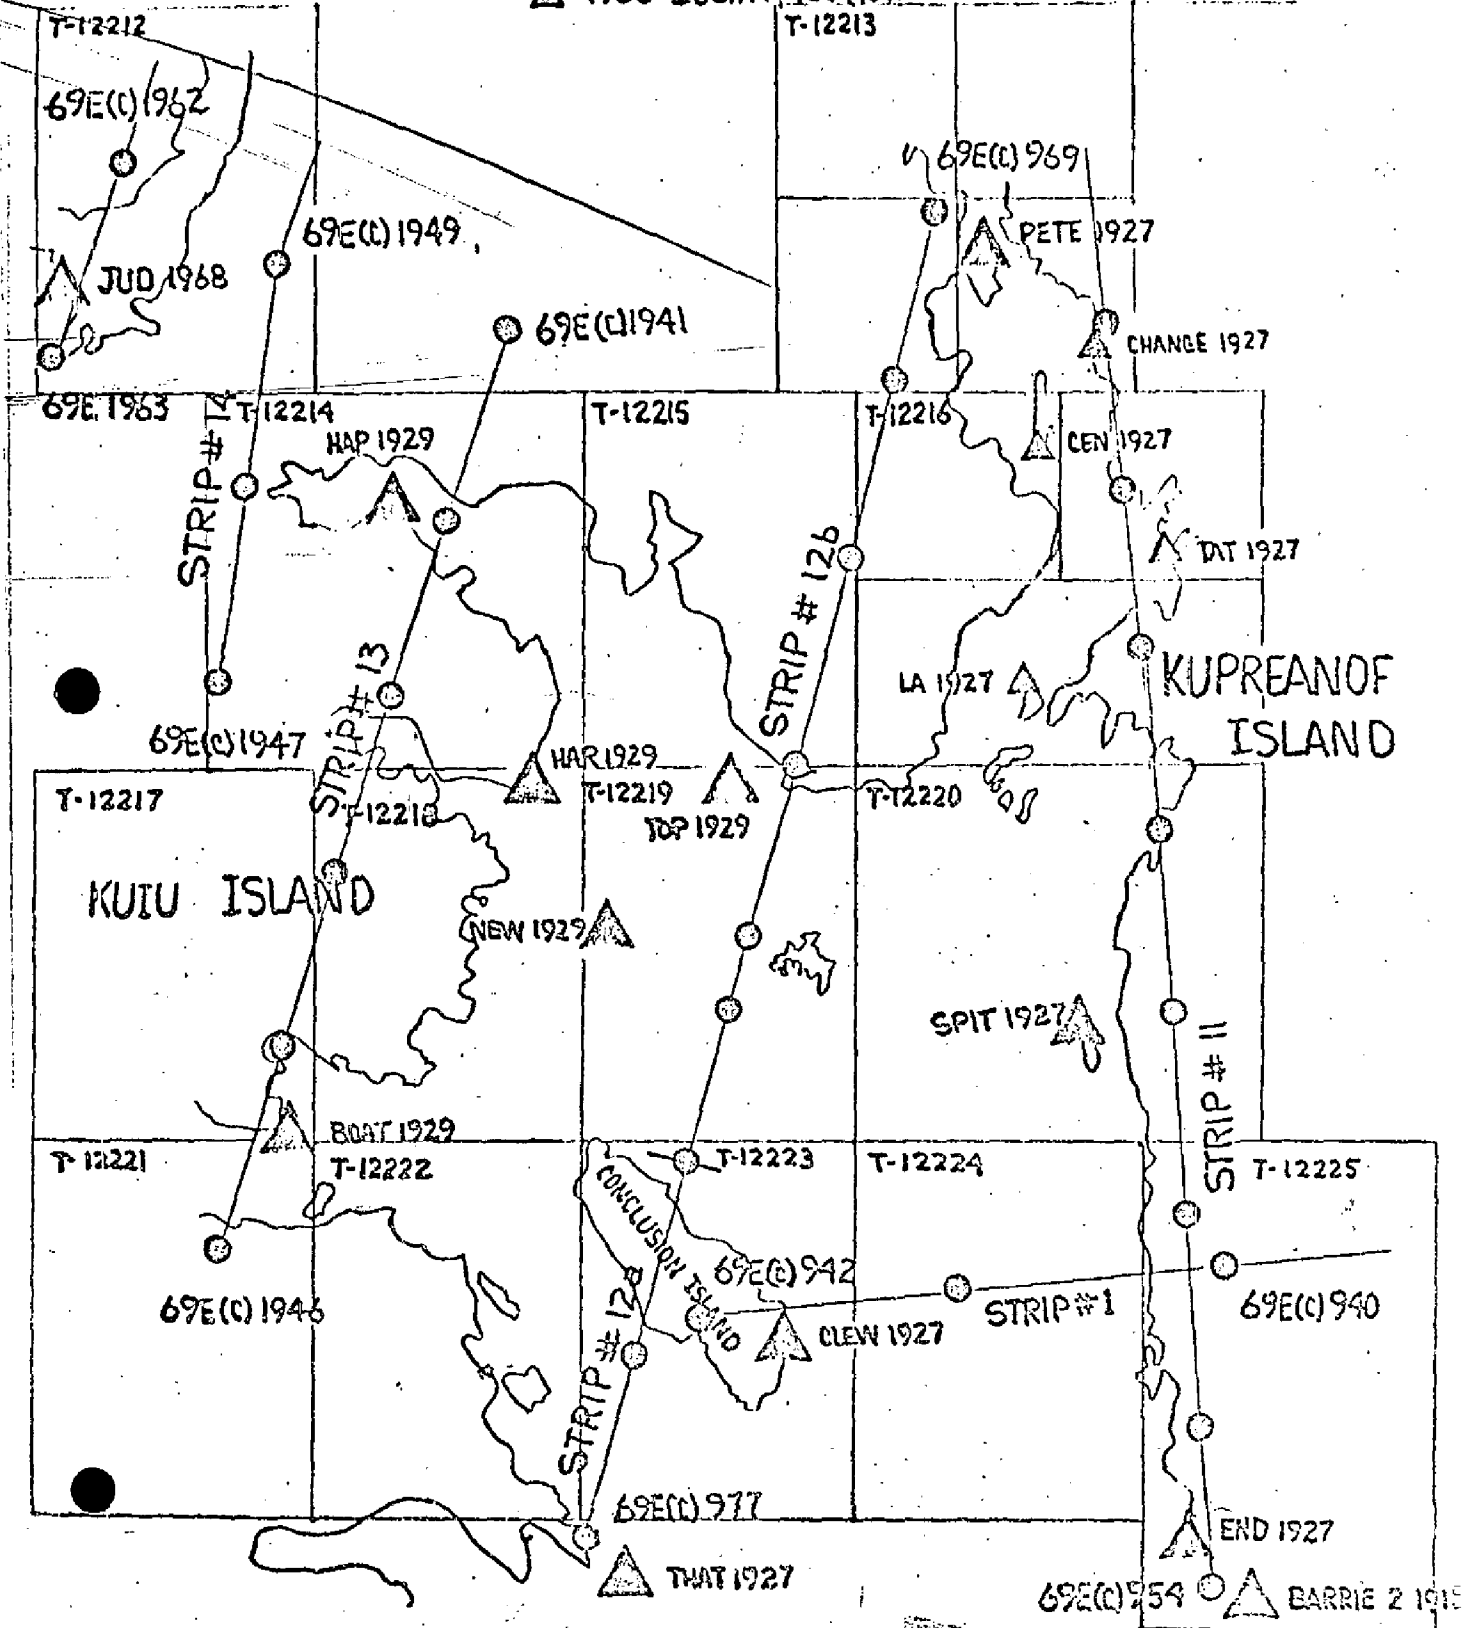 T-12212
T-12213
69E(C) 1962
69E(C) 969
69E(C) 1949
PETE 1927
JUD 1968
69E(C) 1941
CHANGE 1927
69E 1963
T-12214
T-12215
T-12216
HAP 1929
CEN 1927
STRIP # 14
TAT 1927
STRIP # 12b
LA 1927
KUPREANOF
ISLAND
STRIP # 13
69E(C) 1947
HAR 1929
T-12217
T-12218
T-12219
T-12220
TOP 1929
KUIU ISLAND
NEW 1929
SPIT 1927
STRIP # 11
BOAT 1929
T-12221
T-12222
T-12223
T-12224
T-12225
CONCLUSION ISLAND
69E(C) 942
69E(C) 1946
STRIP #1
69E(C) 940
CLEW 1927
STRIP # 12a
69E(C) 977
END 1927
THAT 1927
69E(C) 954
BARRIE 2